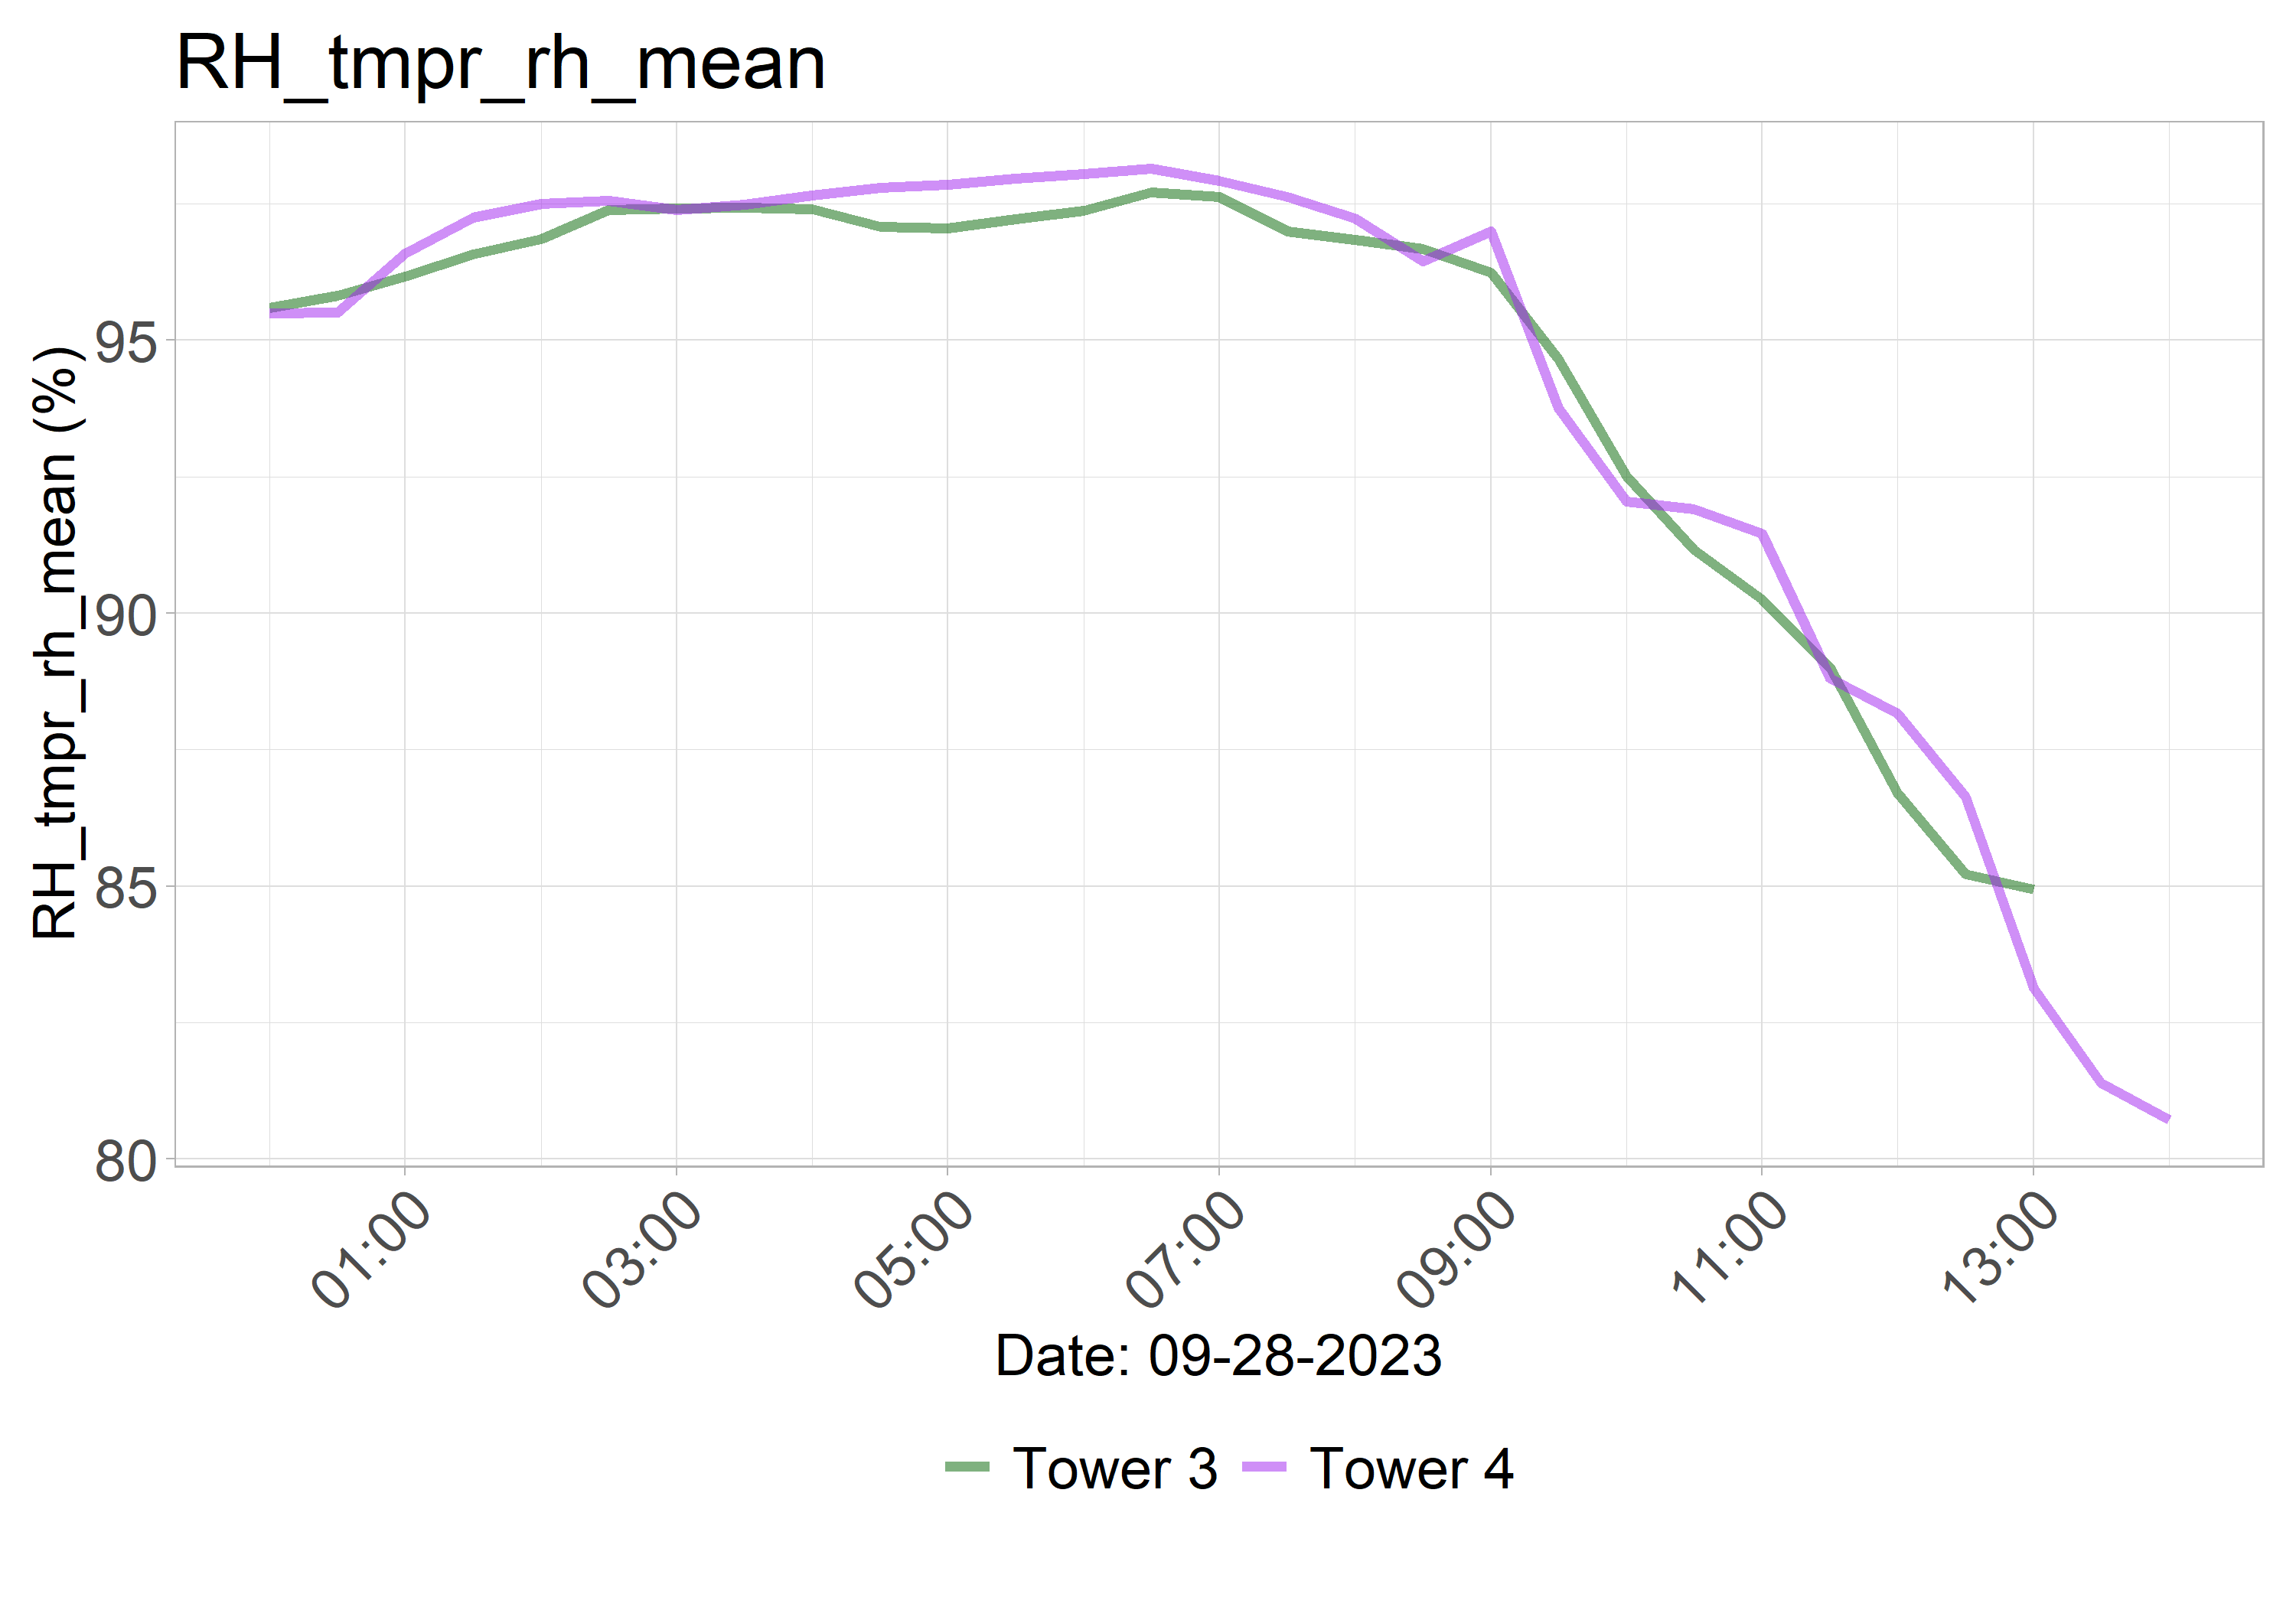 RH_tmpr_rh_mean
RH_tmpr_rh_mean (%)
95
90
85
80
01:00
03:00
05:00
07:00
09:00
11:00
13:00
Date: 09-28-2023
Tower 3
Tower 4